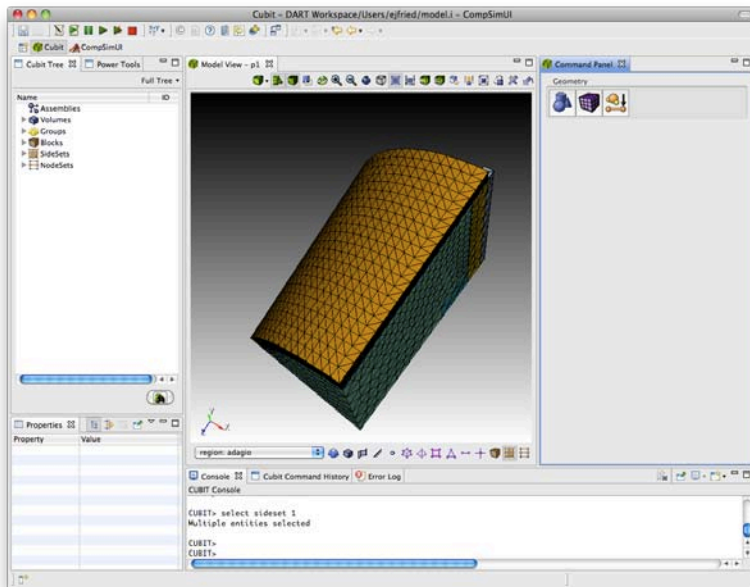 Cubit - DART Workspace/Users/ejfried/model.i - CompSimUI
Cubit CompSimUI
Cubit Tree Power Tools
Full Tree
Name ID
Assemblies
Volumes
Groups
Blocks
SideSets
NodeSets
Properties
Property Value
Model View - p1
Y
X
Z
region: adagio
Console Cubit Command History Error Log
CUBIT Console
CUBIT> select sideset 1
Multiple entities selected
CUBIT>
CUBIT>
Command Panel
Geometry